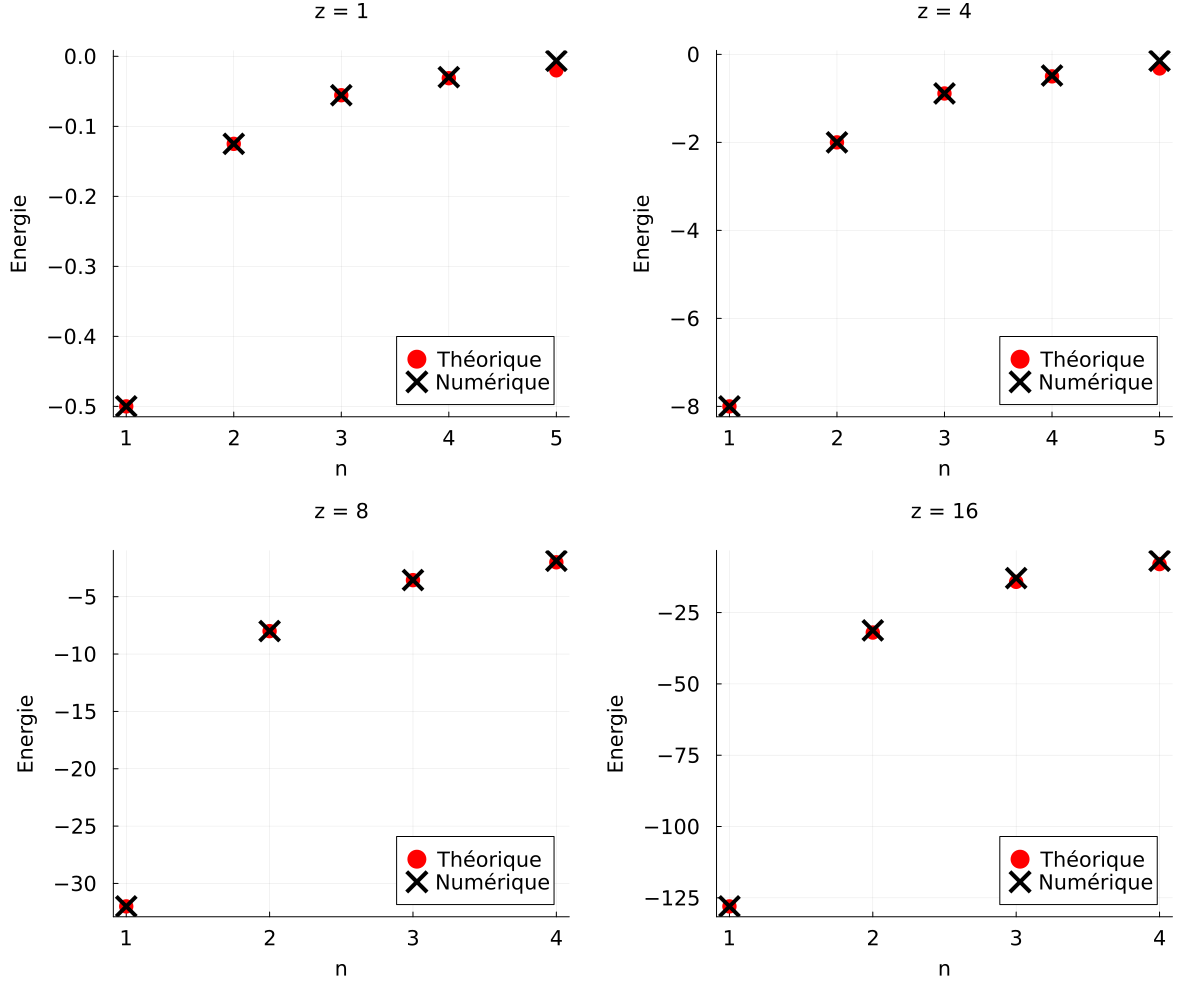 z = 1
0.0
−0.1
−0.2
−0.3
−0.4
−0.5
Energie
1 2 3 4 5
n
Théorique
Numérique
z = 4
0
−2
−4
−6
−8
Energie
1 2 3 4 5
n
Théorique
Numérique
z = 8
−5
−10
−15
−20
−25
−30
Energie
1 2 3 4
n
Théorique
Numérique
z = 16
−25
−50
−75
−100
−125
Energie
1 2 3 4
n
Théorique
Numérique